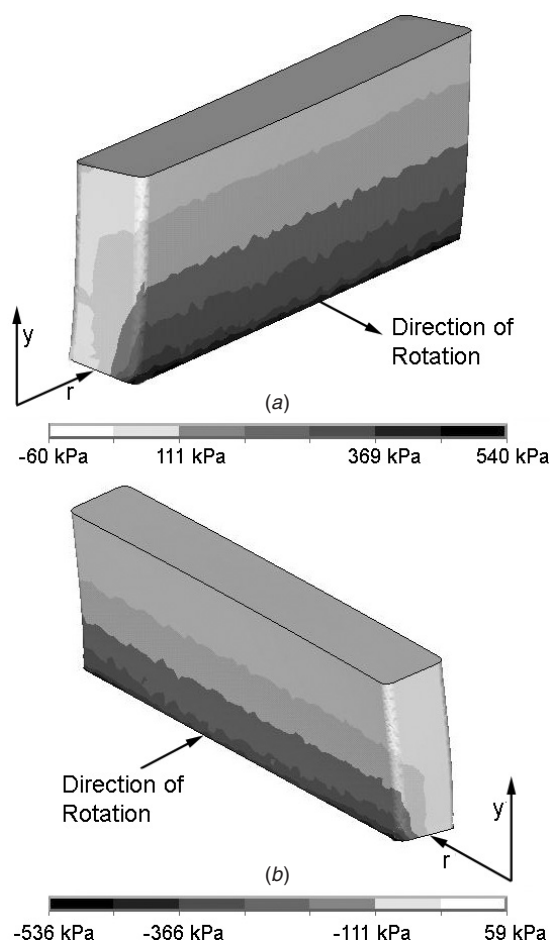 y
r
Direction of
Rotation
(a)
-60 kPa 111 kPa 369 kPa 540 kPa
Direction of
Rotation
y
r
(b)
-536 kPa -366 kPa -111 kPa 59 kPa